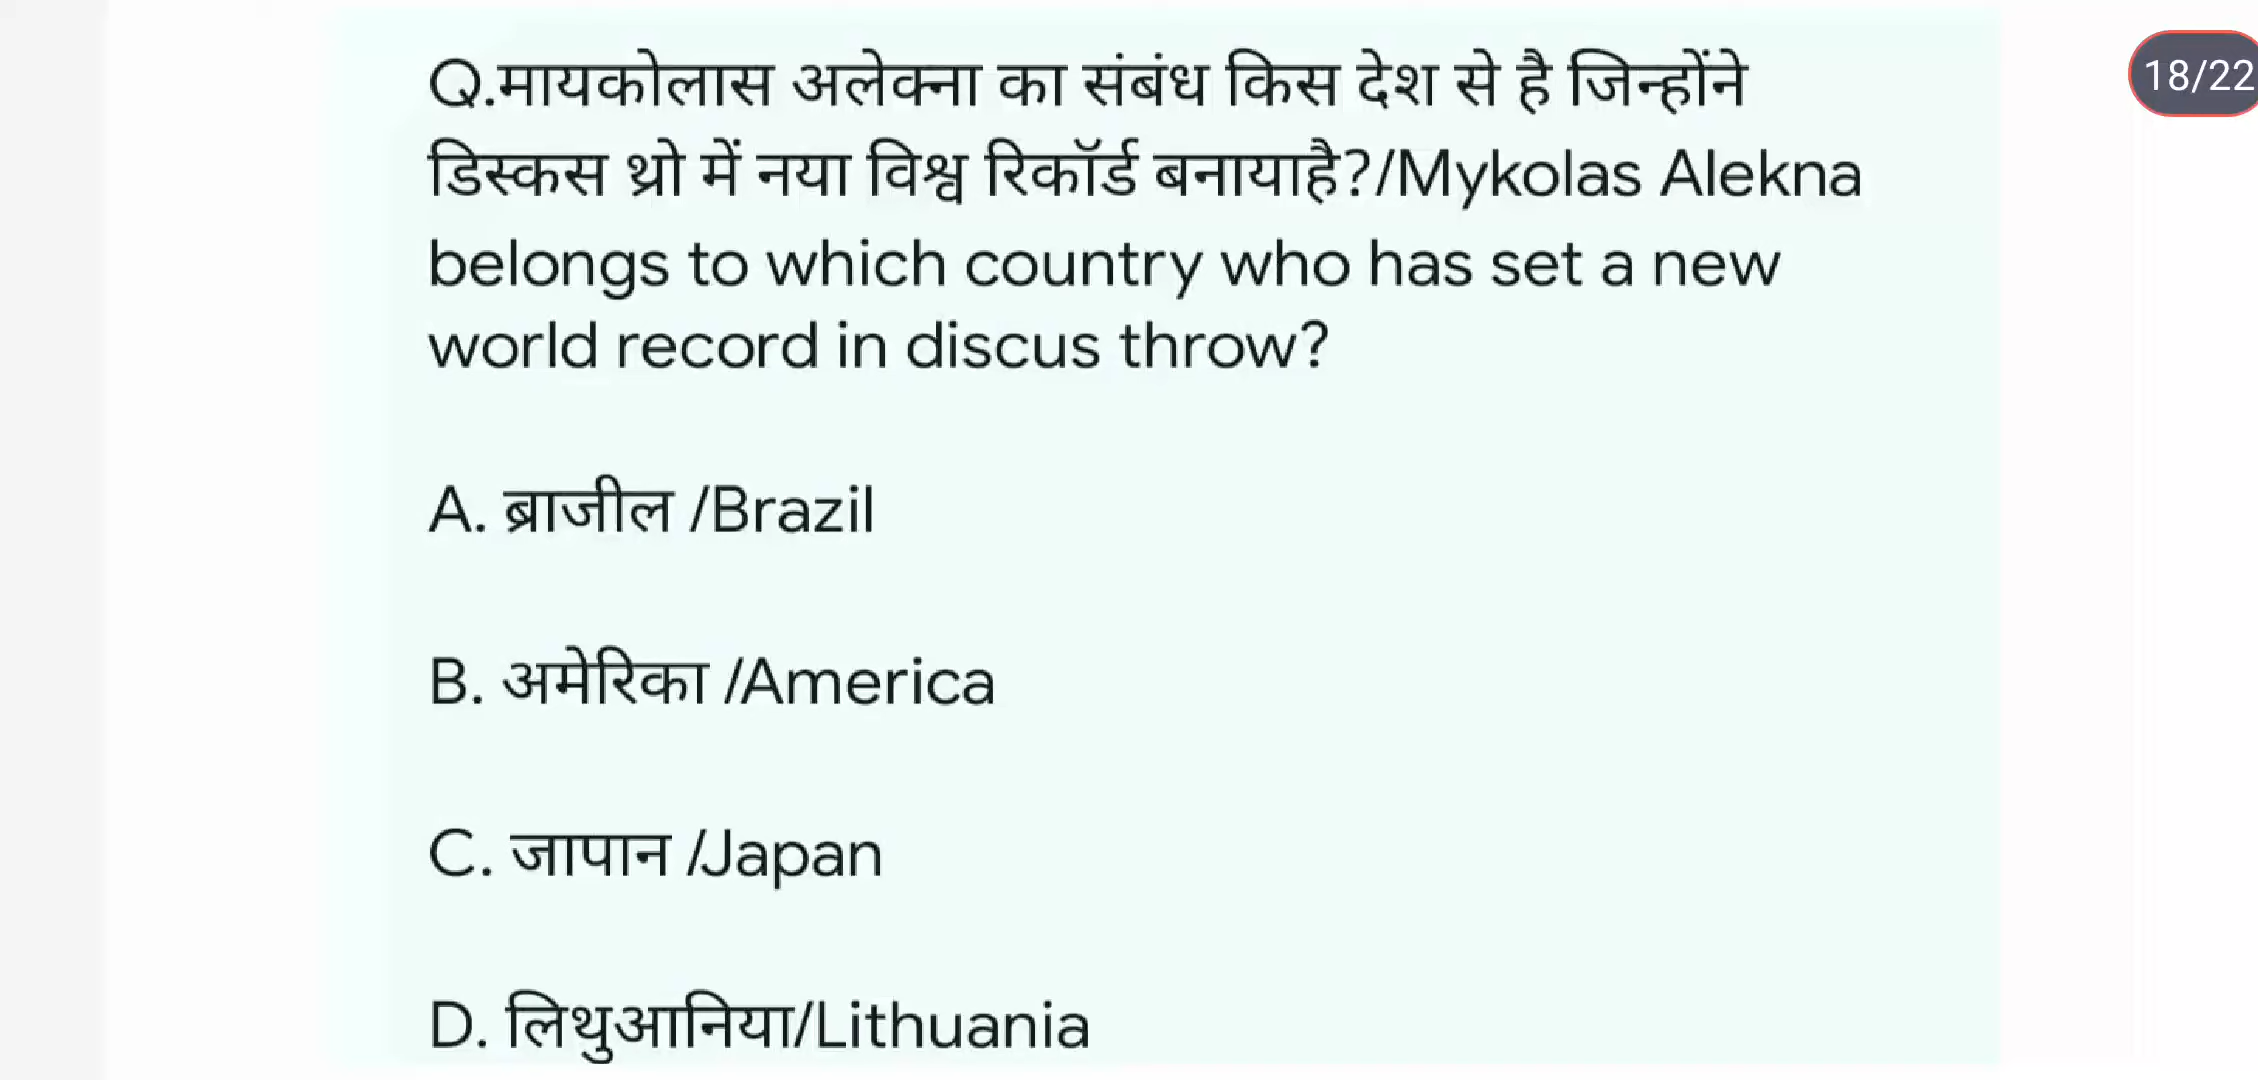 Q.मायकोलास अलेक्ना का संबंध किस देश से है जिन्होंने
18/22
डिस्कस थ्रो में नया विश्व रिकॉर्ड बनायाहै?/Mykolas Alekna
belongs to which country who has set a new
world record in discus throw?
A. ब्राजील /Brazil
B. अमेरिका /America
C. जापान /Japan
D. लिथुआनिया/Lithuania